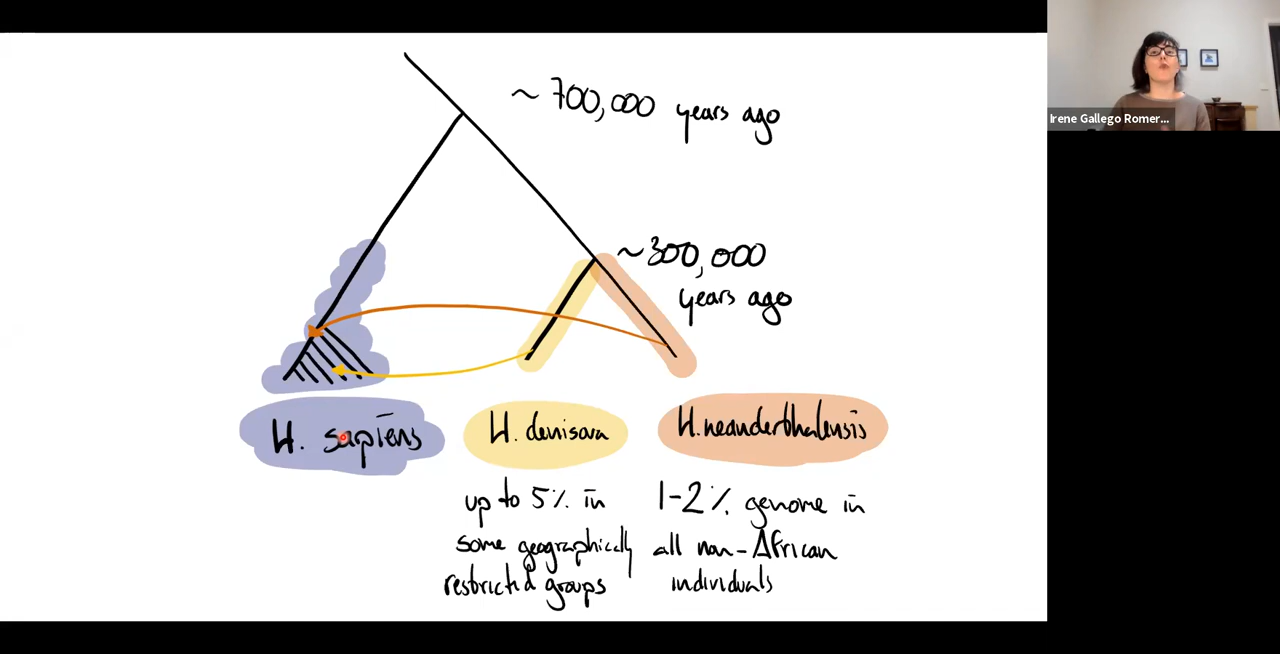 ~ 700,000 years ago
Irene Gallego Romer...
~300,000
years ago
H. sapiens
H. denisova
H. neanderthalensis
up to 5% in
some geographically
restricted groups
1-2% genome in
all non-African
individuals